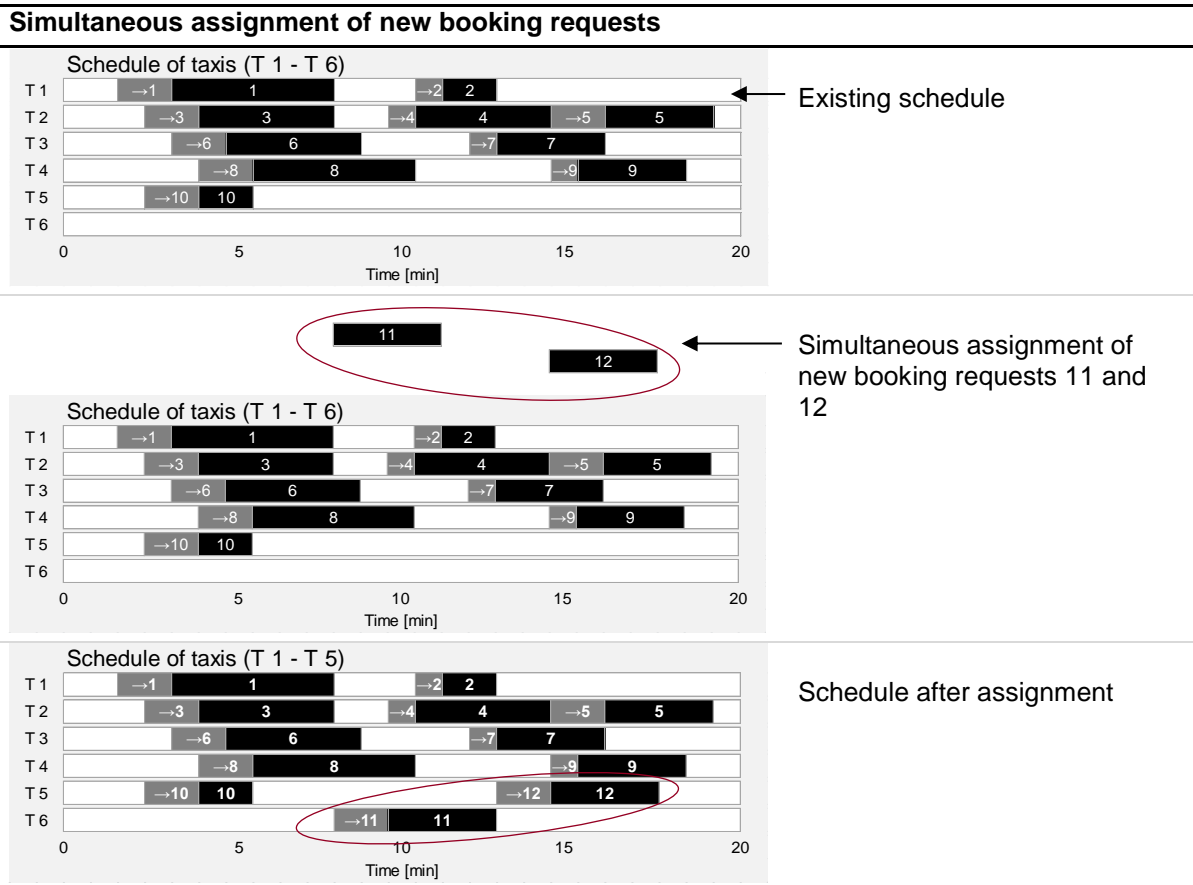 Simultaneous assignment of new booking requests
Schedule of taxis (T 1 - T 6)
T 1 →1 1 →2 2
T 2 →3 3 →4 4 →5 5
T 3 →6 6 →7 7
T 4 →8 8 →9 9
T 5 →10 10
T 6
0 5 10 15 20
Time [min]
Existing schedule
11
12
Simultaneous assignment of
new booking requests 11 and
12
Schedule of taxis (T 1 - T 6)
T 1 →1 1 →2 2
T 2 →3 3 →4 4 →5 5
T 3 →6 6 →7 7
T 4 →8 8 →9 9
T 5 →10 10
T 6
0 5 10 15 20
Time [min]
Schedule of taxis (T 1 - T 5)
T 1 →1 1 →2 2
T 2 →3 3 →4 4 →5 5
T 3 →6 6 →7 7
T 4 →8 8 →9 9
T 5 →10 10 →12 12
T 6 →11 11
0 5 10 15 20
Time [min]
Schedule after assignment